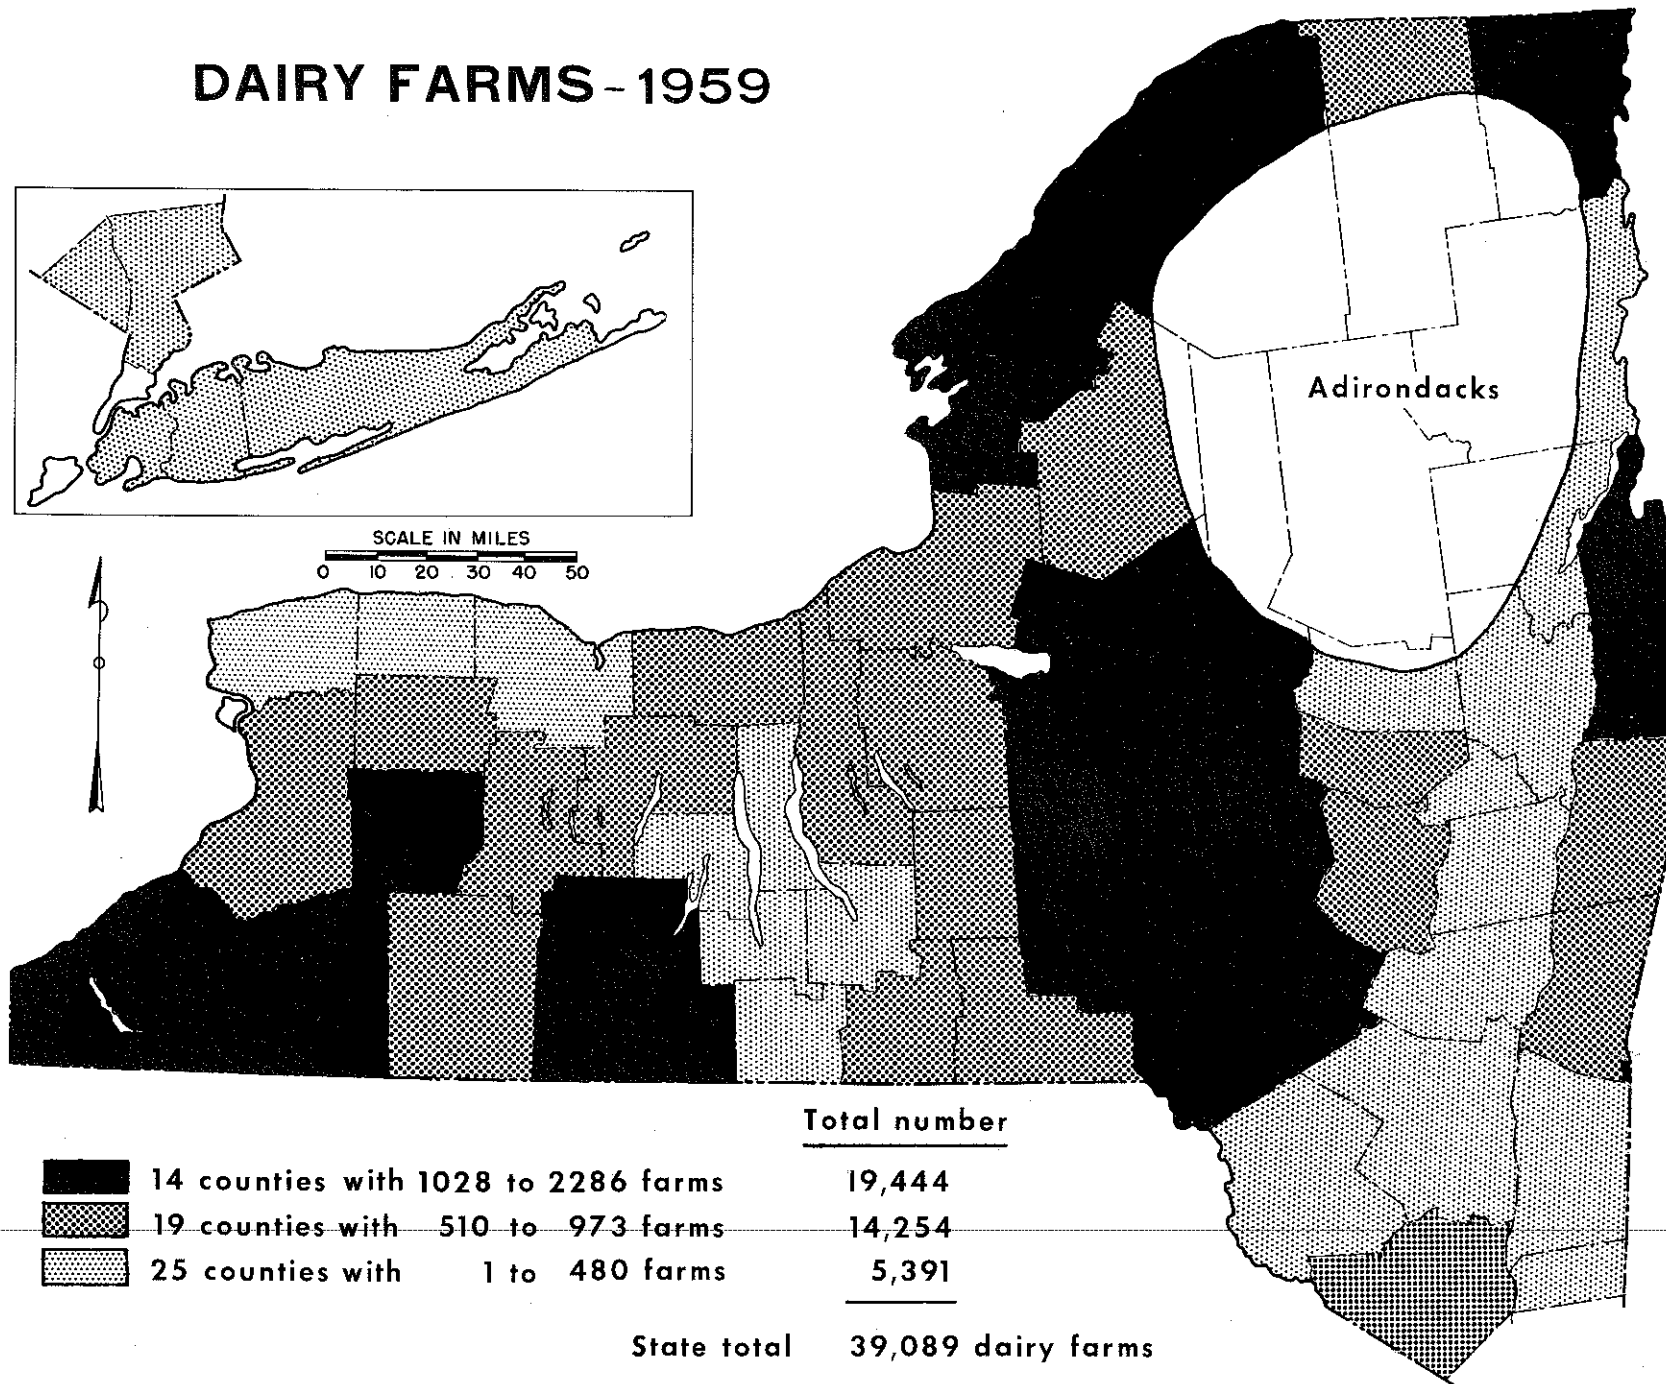 DAIRY FARMS - 1959
SCALE IN MILES
0 10 20 30 40 50
Adirondacks
Total number
14 counties with 1028 to 2286 farms 19,444
19 counties with 510 to 973 farms 14,254
25 counties with 1 to 480 farms 5,391
State total 39,089 dairy farms